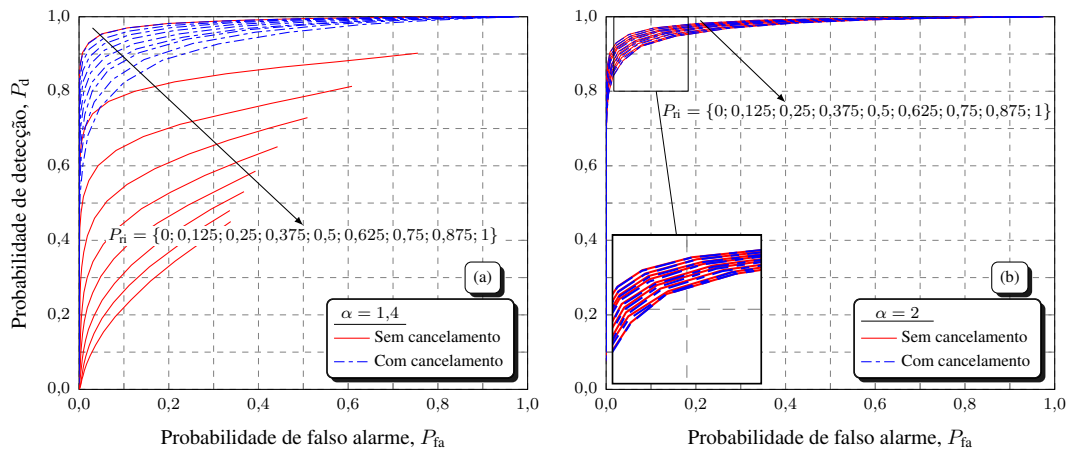 Probabilidade de detecção, P_d
1,0
0,8
0,6
0,4
0,2
0,0
0,0
0,2
0,4
0,6
0,8
1,0
P_ri = {0; 0,125; 0,25; 0,375; 0,5; 0,625; 0,75; 0,875; 1}
(a)
α = 1,4
Sem cancelamento
Com cancelamento
Probabilidade de falso alarme, P_fa
1,0
0,8
0,6
0,4
0,2
0,0
0,0
0,2
0,4
0,6
0,8
1,0
P_ri = {0; 0,125; 0,25; 0,375; 0,5; 0,625; 0,75; 0,875; 1}
(b)
α = 2
Sem cancelamento
Com cancelamento
Probabilidade de falso alarme, P_fa